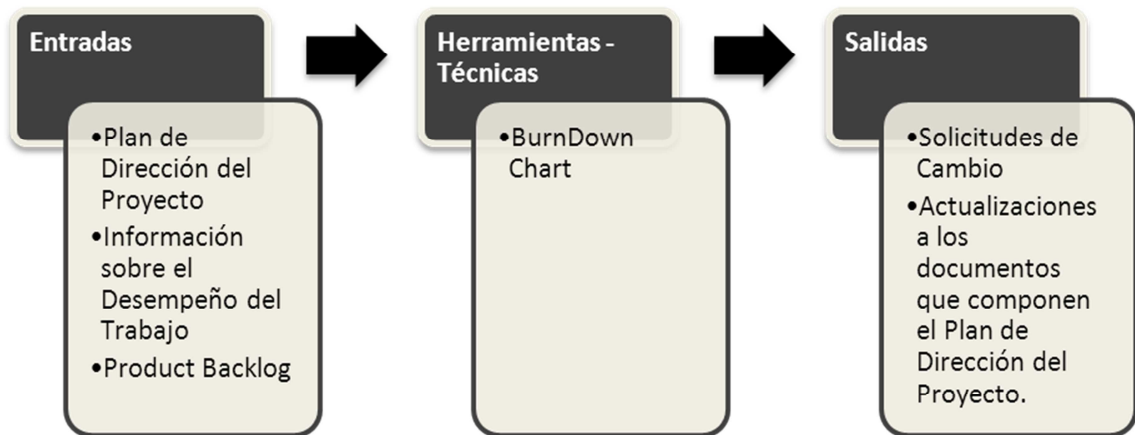 Entradas
•Plan de
Dirección del
Proyecto
•Información
sobre el
Desempeño del
Trabajo
•Product Backlog
Herramientas -
Técnicas
•BurnDown
Chart
Salidas
•Solicitudes de
Cambio
•Actualizaciones
a los
documentos
que componen
el Plan de
Dirección del
Proyecto.